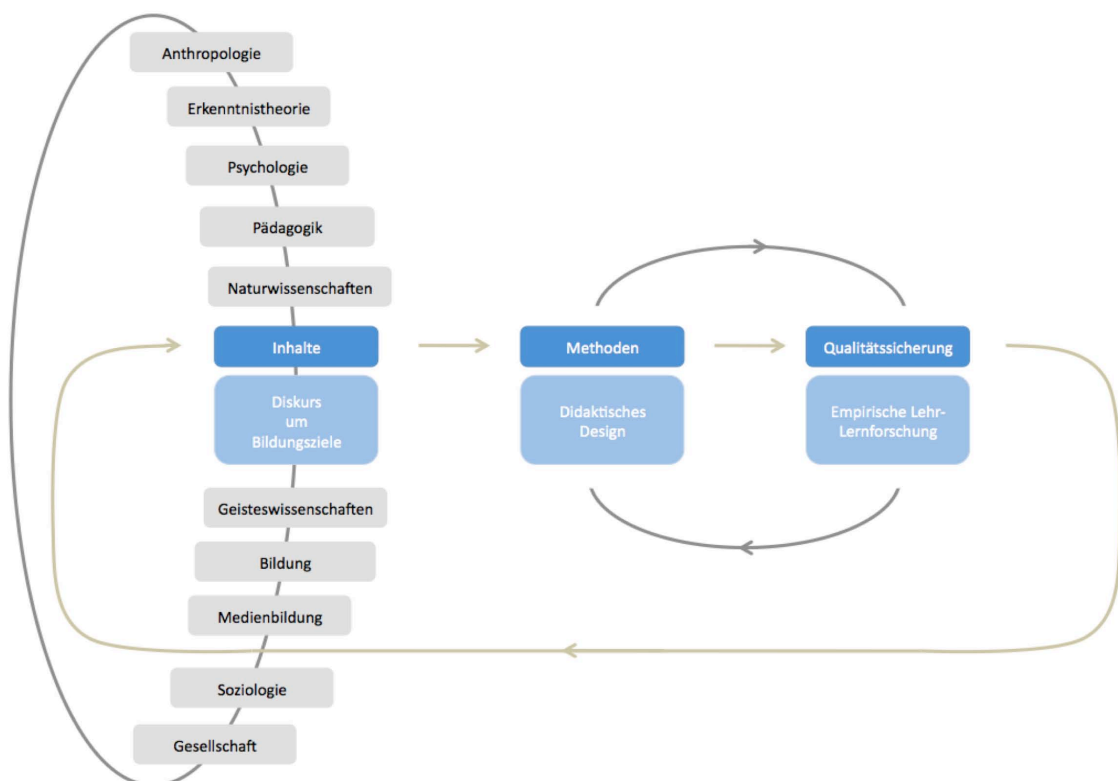 Anthropologie
Erkenntnistheorie
Psychologie
Pädagogik
Naturwissenschaften
Inhalte
Diskurs
um
Bildungsziele
Methoden
Didaktisches
Design
Qualitätssicherung
Empirische Lehr-
Lernforschung
Geisteswissenschaften
Bildung
Medienbildung
Soziologie
Gesellschaft